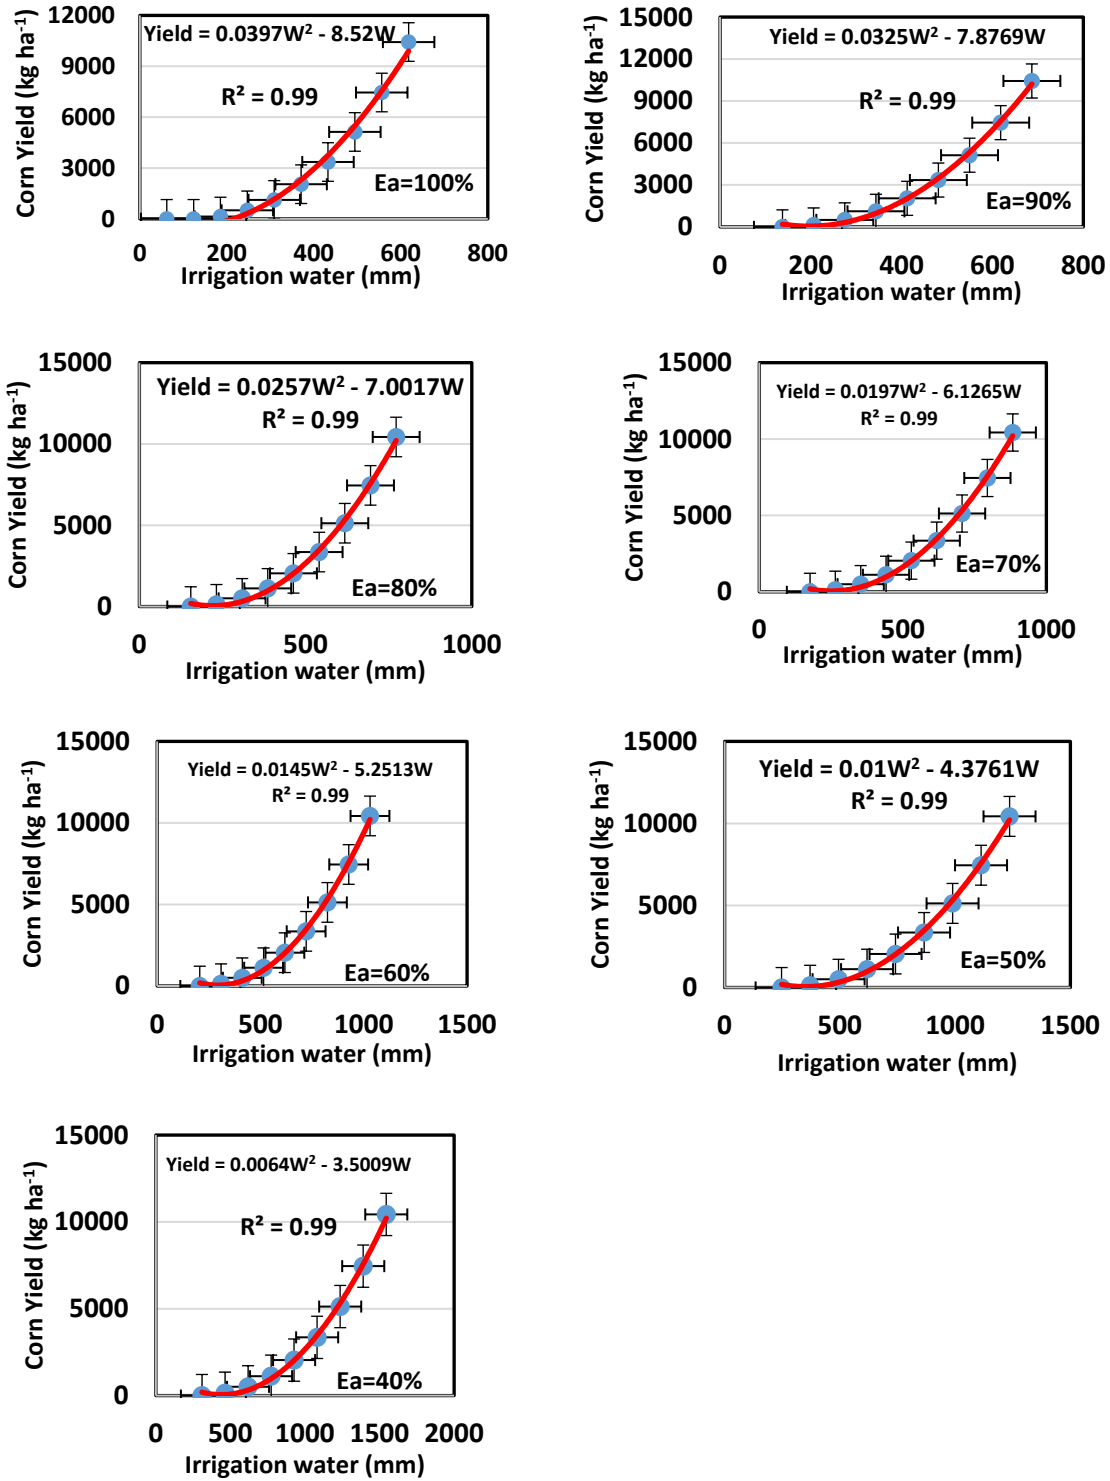 Corn Yield (kg ha⁻¹)
12000
9000
6000
3000
0
Yield = 0.0397W² - 8.52W
R² = 0.99
Ea=100%
0 200 400 600 800
Irrigation water (mm)
Corn Yield (kg ha⁻¹)
15000
12000
9000
6000
3000
0
Yield = 0.0325W² - 7.8769W
R² = 0.99
Ea=90%
0 200 400 600 800
Irrigation water (mm)
Corn Yield (kg ha⁻¹)
15000
10000
5000
0
Yield = 0.0257W² - 7.0017W
R² = 0.99
Ea=80%
0 500 1000
Irrigation water (mm)
Corn Yield (kg ha⁻¹)
15000
10000
5000
0
Yield = 0.0197W² - 6.1265W
R² = 0.99
Ea=70%
0 500 1000
Irrigation water (mm)
Corn Yield (kg ha⁻¹)
15000
10000
5000
0
Yield = 0.0145W² - 5.2513W
R² = 0.99
Ea=60%
0 500 1000 1500
Irrigation water (mm)
Corn Yield (kg ha⁻¹)
15000
10000
5000
0
Yield = 0.01W² - 4.3761W
R² = 0.99
Ea=50%
0 500 1000 1500
Irrigation water (mm)
Corn Yield (kg ha⁻¹)
15000
10000
5000
0
Yield = 0.0064W² - 3.5009W
R² = 0.99
Ea=40%
0 500 1000 1500 2000
Irrigation water (mm)